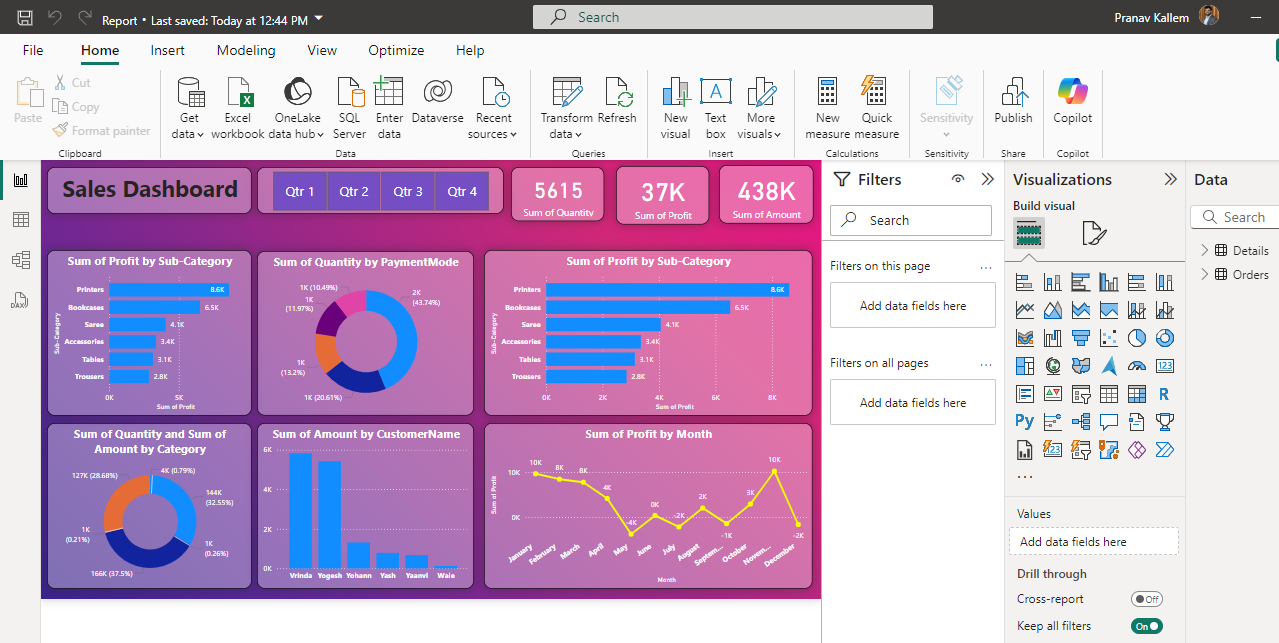 Report • Last saved: Today at 12:44 PM
Search
Pranav Kallem
File Home Insert Modeling View Optimize Help
Paste
Cut
Copy
Format painter
Clipboard
Get data
Excel workbook
OneLake data hub
SQL Server
Enter data
Dataverse
Recent sources
Data
Transform data
Refresh
Queries
New visual
Text box
More visuals
Insert
New measure
Quick measure
Calculations
Sensitivity
Sensitivity
Publish
Share
Copilot
Copilot
Sales Dashboard
Qtr 1 Qtr 2 Qtr 3 Qtr 4
5615
Sum of Quantity
37K
Sum of Profit
438K
Sum of Amount
Sum of Profit by Sub-Category
Sub-Category
Printers 8.6K
Bookcases 6.5K
Saree 4.1K
Accessories 3.4K
Tables 3.1K
Trousers 2.8K
0K 5K
Sum of Profit
Sum of Quantity by PaymentMode
1K (10.49%)
1K
(11.97%)
2K
(43.74%)
1K
(13.2%)
1K (20.61%)
Sum of Profit by Sub-Category
Sub-Category
Printers 8.6K
Bookcases 6.5K
Saree 4.1K
Accessories 3.4K
Tables 3.1K
Trousers 2.8K
0K 2K 4K 6K 8K
Sum of Profit
Sum of Quantity and Sum of
Amount by Category
4K (0.79%)
127K (28.68%)
144K
(32.55%)
1K
(0.21%)
1K
(0.26%)
166K (37.5%)
Sum of Amount by CustomerName
6K
4K
2K
0K
Vrinda Yogesh Yohann Yash Yaanvi Wale
Sum of Profit by Month
Sum of Profit
10K
0K
10K 8K 8K 4K -4K 0K -2K 2K -1K 3K 10K -2K
January February March April May June July August Septem... October Novem... December
Month
Filters
Search
Filters on this page
...
Add data fields here
Filters on all pages
...
Add data fields here
Visualizations
Build visual
123
R
Py
123
...
Values
Add data fields here
Drill through
Cross-report Off
Keep all filters On
Data
Search
Details
Orders
DAX